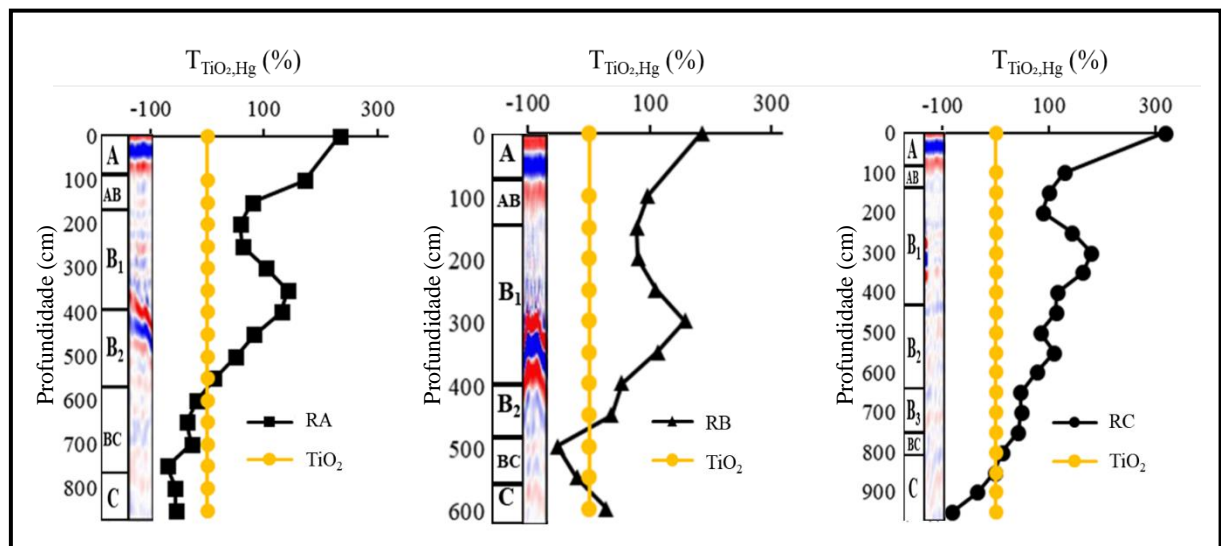 T_TiO₂,Hg (%)
-100 100 300
Profundidade (cm)
0
100
200
300
400
500
600
700
800
A
AB
B₁
B₂
BC
C
RA
TiO₂
T_TiO₂,Hg (%)
-100 100 300
Profundidade (cm)
0
100
200
300
400
500
600
A
AB
B₁
B₂
BC
C
RB
TiO₂
T_TiO₂,Hg (%)
-100 100 300
Profundidade (cm)
0
100
200
300
400
500
600
700
800
900
A
AB
B₁
B₂
B₃
BC
C
RC
TiO₂